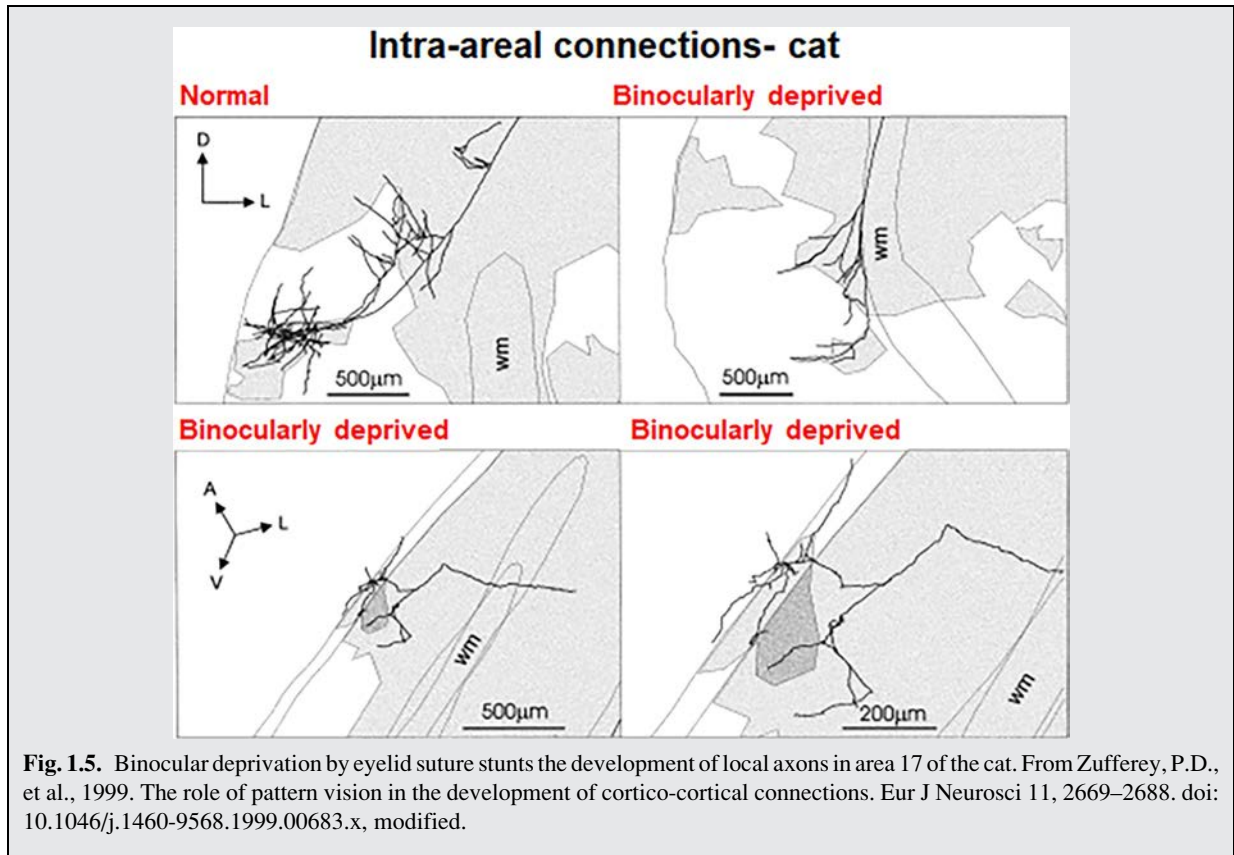 Intra-areal connections- cat
Normal
Binocularly deprived
D
L
wm
500μm
wm
500μm
Binocularly deprived
Binocularly deprived
A
L
V
wm
500μm
wm
200μm
Fig. 1.5. Binocular deprivation by eyelid suture stunts the development of local axons in area 17 of the cat. From Zufferey, P.D.,
et al., 1999. The role of pattern vision in the development of cortico-cortical connections. Eur J Neurosci 11, 2669–2688. doi:
10.1046/j.1460-9568.1999.00683.x, modified.